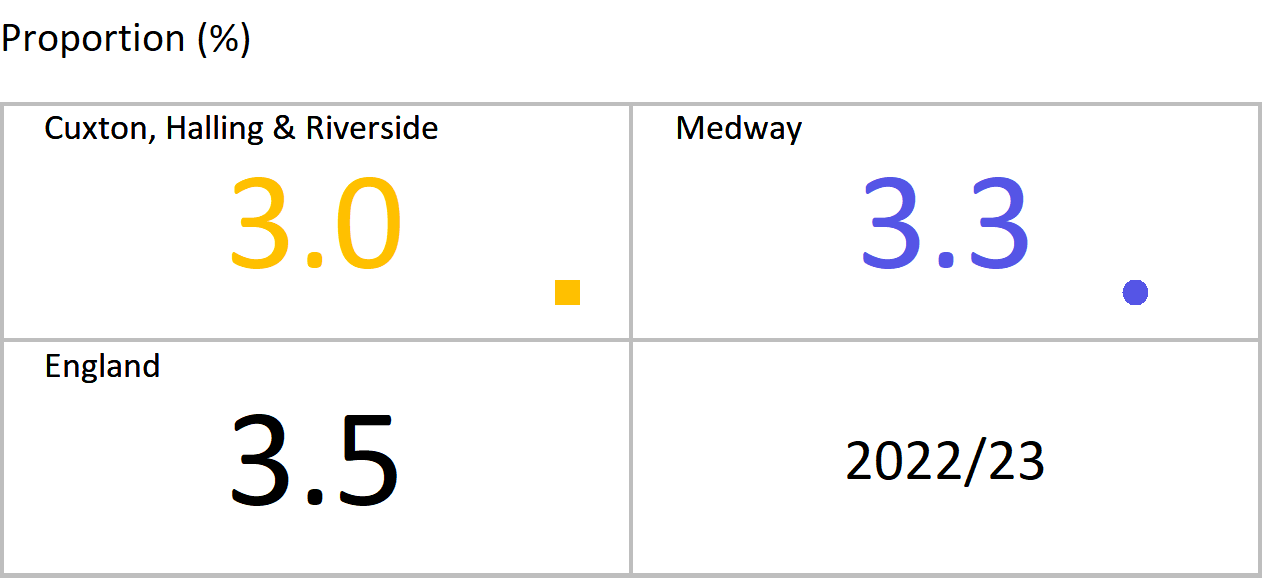 Proportion (%)
Cuxton, Halling & Riverside
3.0
Medway
3.3
England
3.5
2022/23